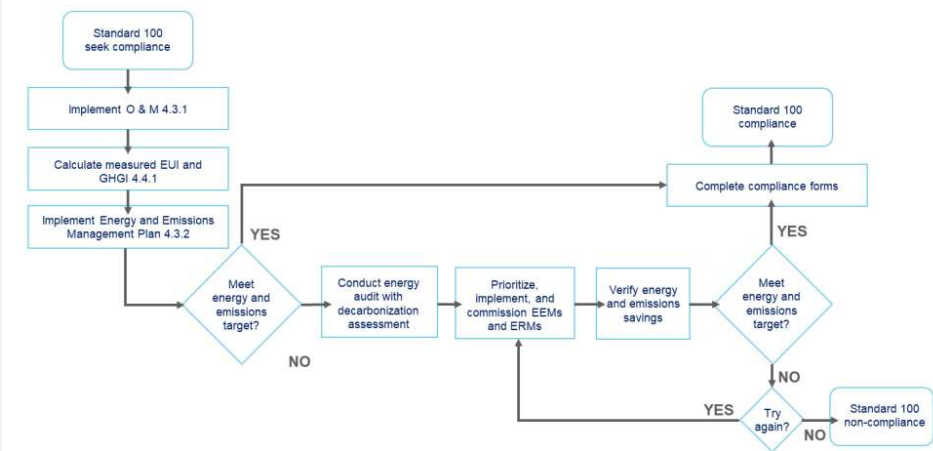 Standard 100
seek compliance
Implement O & M 4.3.1
Calculate measured EUI and
GHGI 4.4.1
Implement Energy and Emissions
Management Plan 4.3.2
YES
Meet
energy and
emissions
target?
NO
Conduct energy
audit with
decarbonization
assessment
Prioritize,
implement, and
commission EEMs
and ERMs
Verify energy
and emissions
savings
Meet
energy and
emissions
target?
YES
Complete compliance forms
Standard 100
compliance
NO
Try
again?
YES
NO
Standard 100
non-compliance